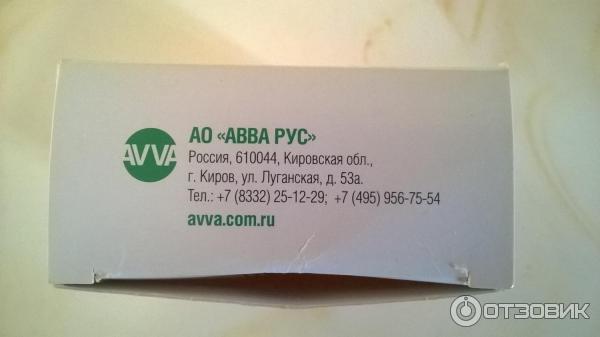 AVVA
АО «АВВА РУС»
Россия, 610044, Кировская обл.,
г. Киров, ул. Луганская, д. 53а.
Тел.: +7 (8332) 25-12-29; +7 (495) 956-75-54
avva.com.ru
ОТЗОВИК